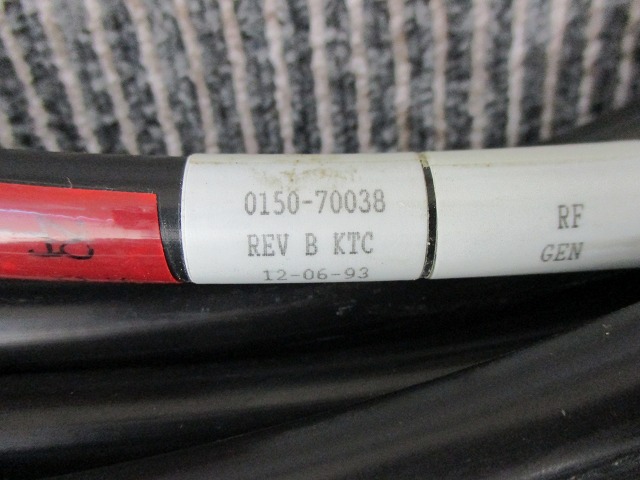 0150-70038
REV B KTC
12-06-93
RF
GEN